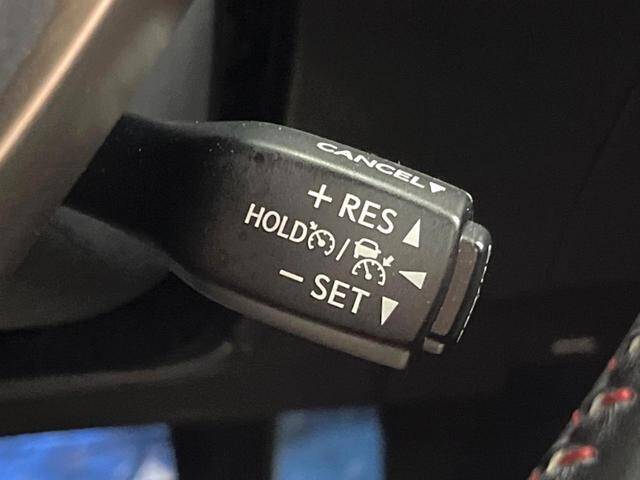 CANCEL▼
+ RES ▲
HOLD / ◀
− SET ▼